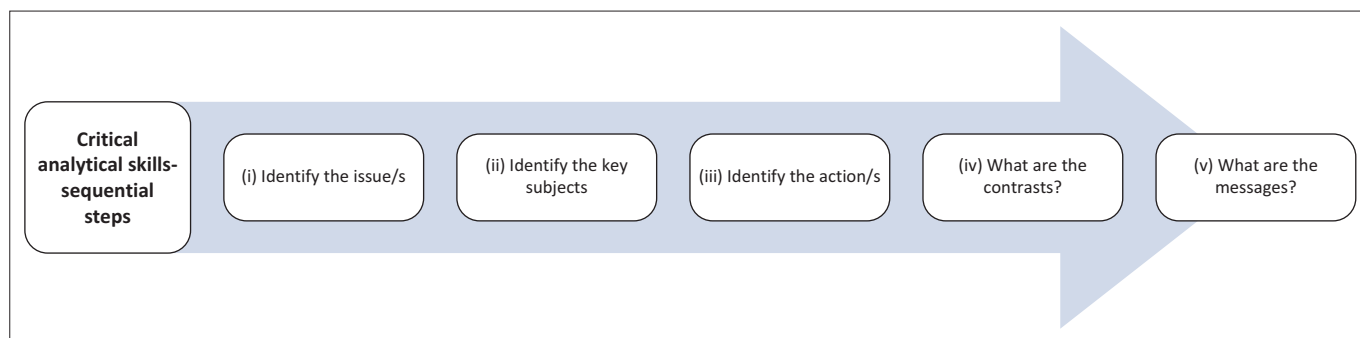 Critical
analytical skills-
sequential
steps
(i) Identify the issue/s
(ii) Identify the key
subjects
(iii) Identify the action/s
(iv) What are the
contrasts?
(v) What are the
messages?